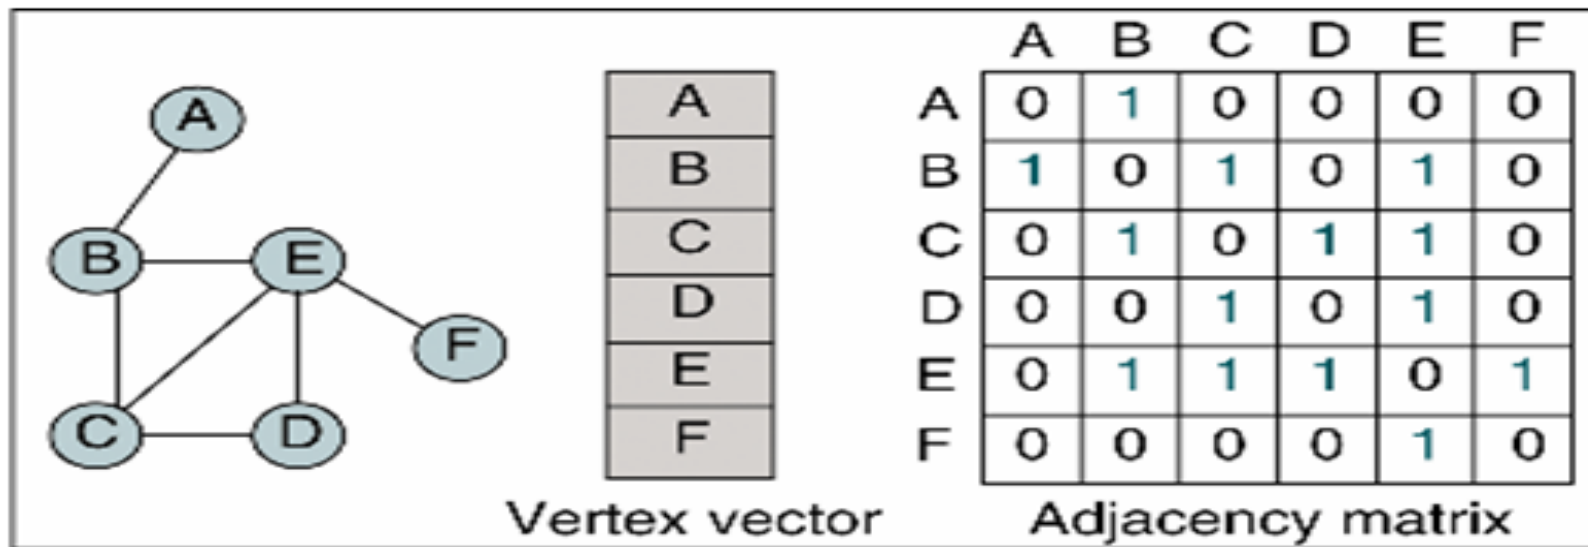 A
B E
F
C D
A
B
C
D
E
F
Vertex vector
A B C D E F
A 0 1 0 0 0 0
B 1 0 1 0 1 0
C 0 1 0 1 1 0
D 0 0 1 0 1 0
E 0 1 1 1 0 1
F 0 0 0 0 1 0
Adjacency matrix